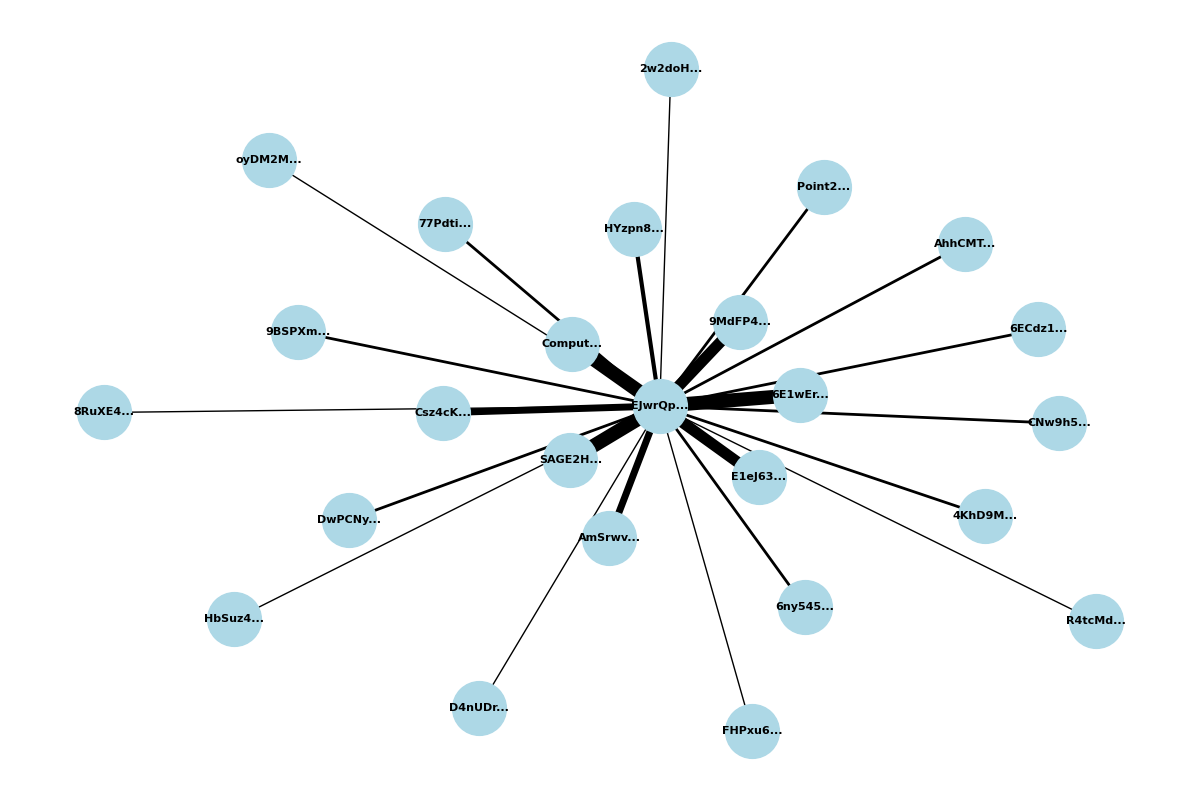 2w2doH...
oyDM2M...
Point2...
77Pdti...
HYzpn8...
AhhCMT...
9MdFP4...
6ECdz1...
9BSPXm...
Comput...
6E1wEr...
EJwrQp...
8RuXE4...
Csz4cK...
CNw9h5...
SAGE2H...
E1eJ63...
4KhD9M...
DwPCNy...
AmSrwv...
6ny545...
HbSuz4...
R4tcMd...
D4nUDr...
FHPxu6...